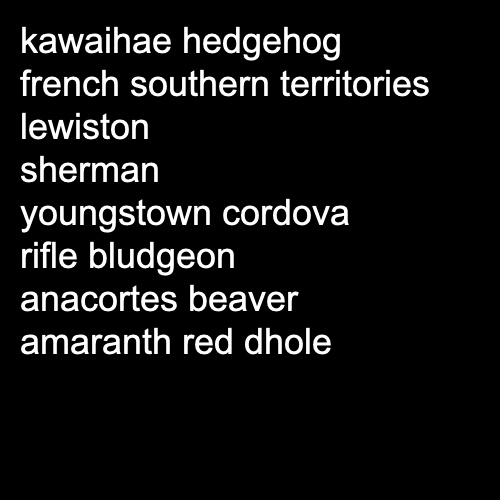 kawaihae hedgehog
french southern territories
lewiston
sherman
youngstown cordova
rifle bludgeon
anacortes beaver
amaranth red dhole